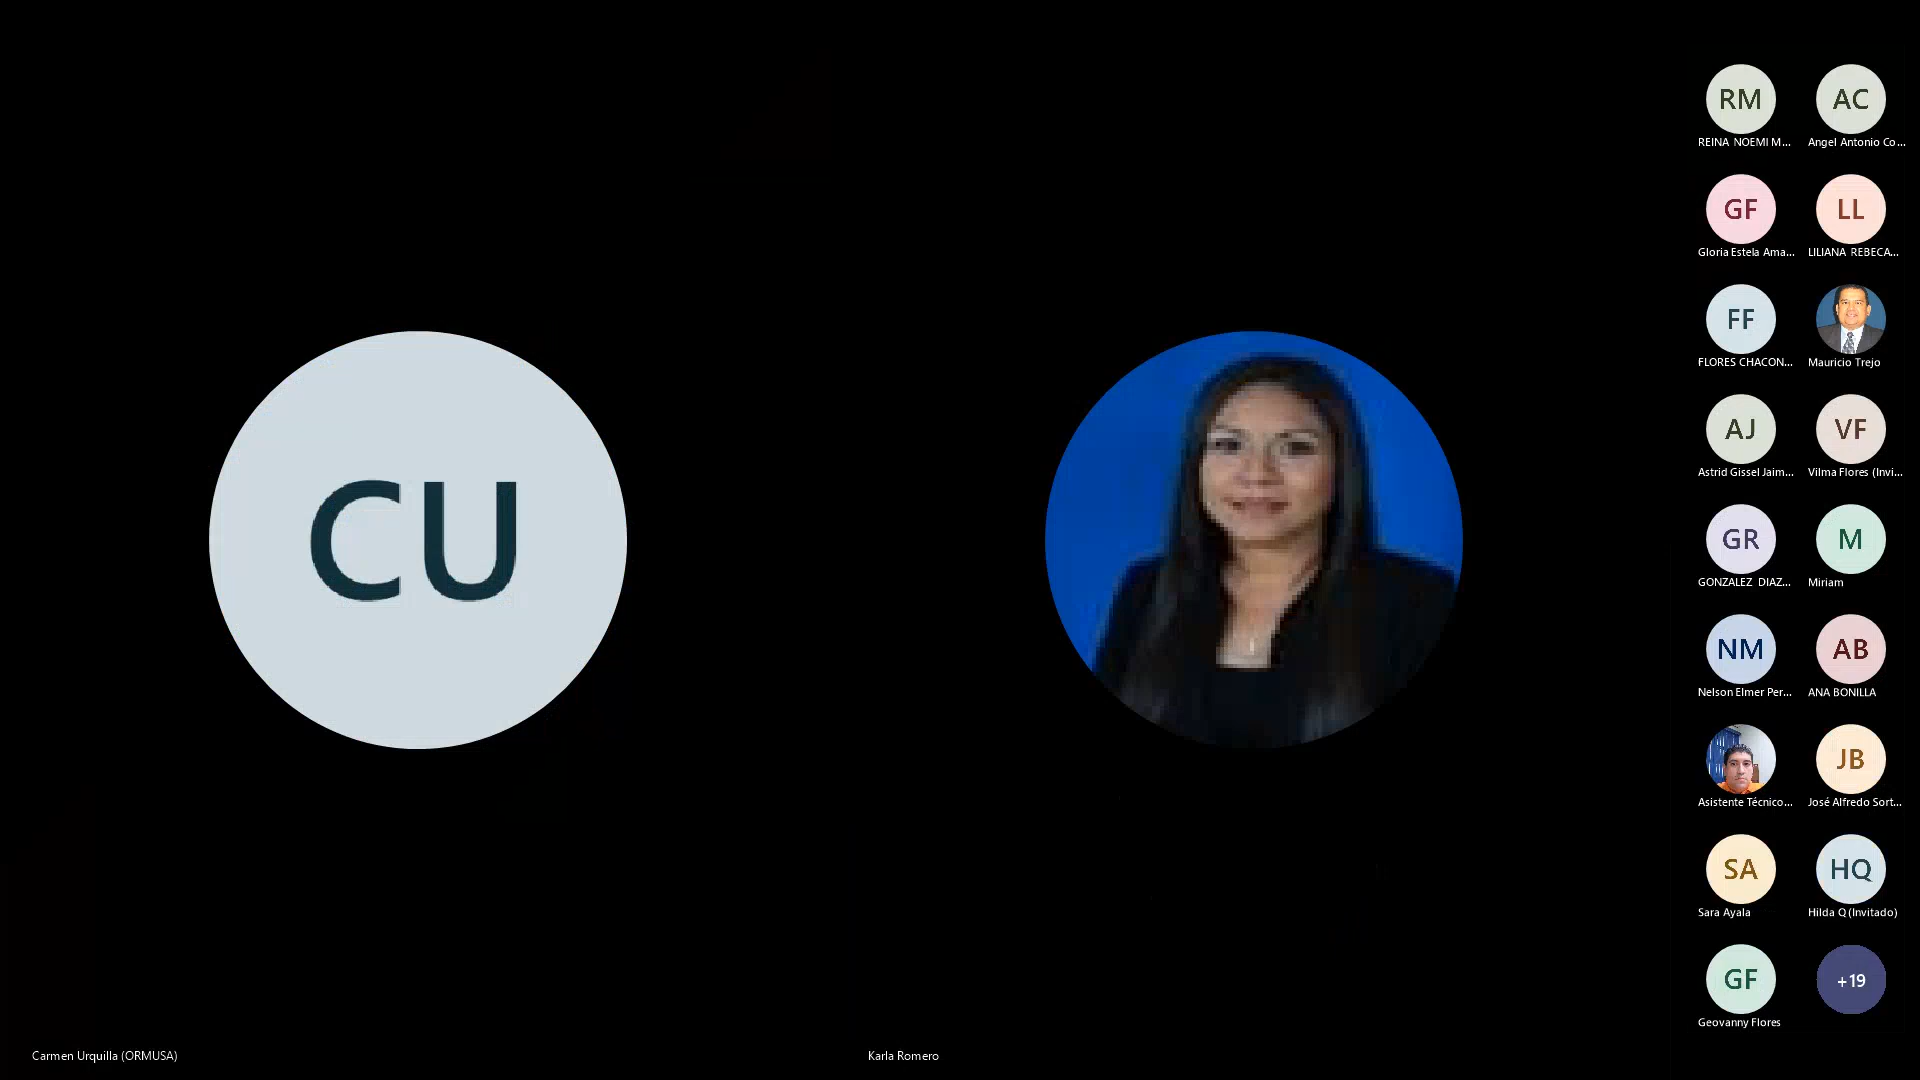 CU
Carmen Urquilla (ORMUSA)
Karla Romero
RM
REINA NOEMI M...
AC
Angel Antonio Co...
GF
Gloria Estela Ama...
LL
LILIANA REBECA...
FF
FLORES CHACON...
Mauricio Trejo
AJ
Astrid Gissel Jaim...
VF
Vilma Flores (Invi...
GR
GONZALEZ DIAZ...
M
Miriam
NM
Nelson Elmer Per...
AB
ANA BONILLA
Asistente Técnico...
JB
José Alfredo Sort...
SA
Sara Ayala
HQ
Hilda Q (Invitado)
GF
Geovanny Flores
+19